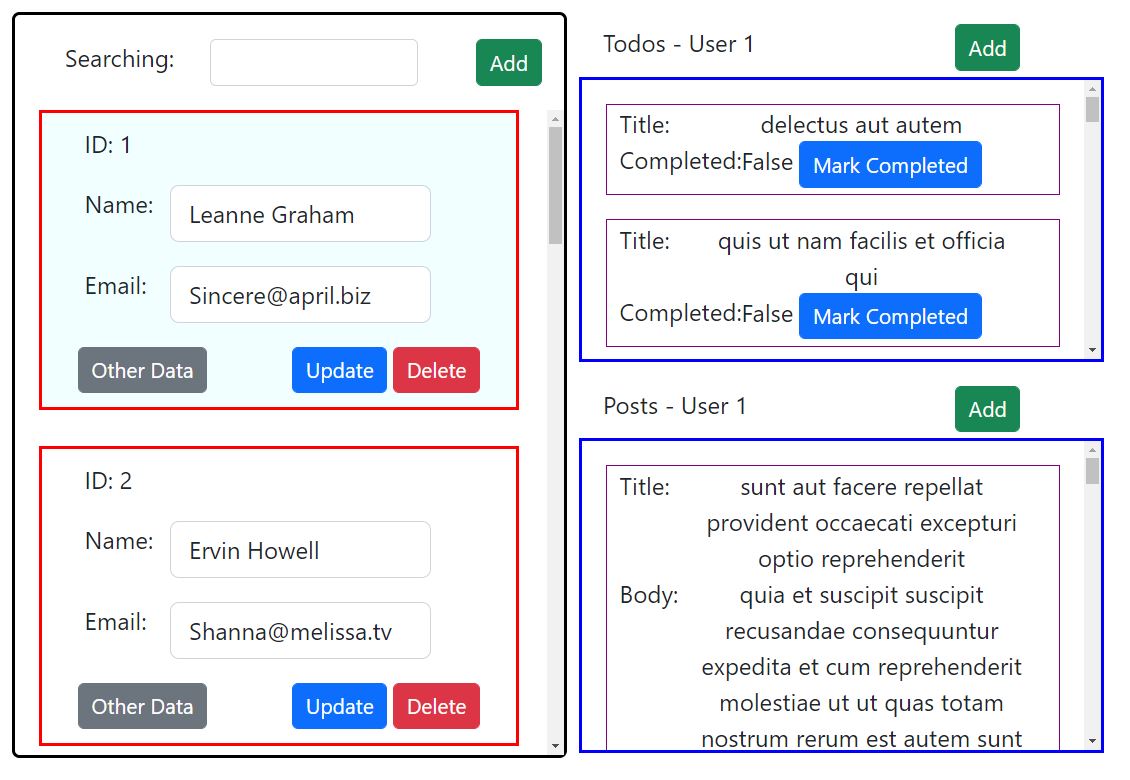 Searching:
Add
ID: 1
Name: Leanne Graham
Email: Sincere@april.biz
Other Data Update Delete
ID: 2
Name: Ervin Howell
Email: Shanna@melissa.tv
Other Data Update Delete
Todos - User 1
Add
Title: delectus aut autem
Completed:False Mark Completed
Title: quis ut nam facilis et officia
qui
Completed:False Mark Completed
Posts - User 1
Add
Title: sunt aut facere repellat
provident occaecati excepturi
optio reprehenderit
Body: quia et suscipit suscipit
recusandae consequuntur
expedita et cum reprehenderit
molestiae ut ut quas totam
nostrum rerum est autem sunt